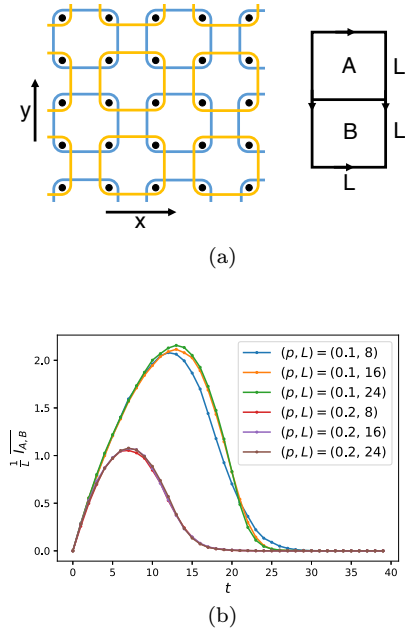 y
x
A
L
B
L
L
(a)
1/L I_{A,B}
2.0
1.5
1.0
0.5
0.0
(p, L) = (0.1, 8)
(p, L) = (0.1, 16)
(p, L) = (0.1, 24)
(p, L) = (0.2, 8)
(p, L) = (0.2, 16)
(p, L) = (0.2, 24)
0 5 10 15 20 25 30 35 40
t
(b)